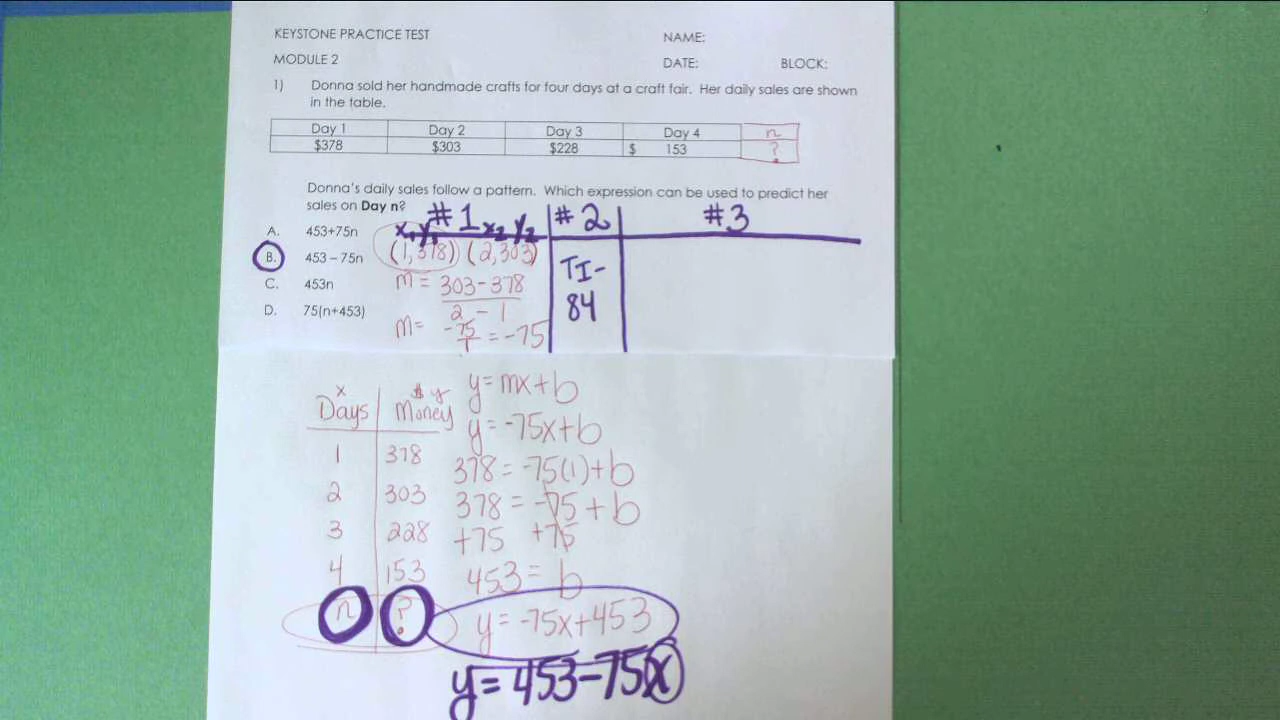 KEYSTONE PRACTICE TEST
NAME:
MODULE 2
DATE: BLOCK:
1) Donna sold her handmade crafts for four days at a craft fair. Her daily sales are shown
in the table.
Day 1 Day 2 Day 3 Day 4 n
$378 $303 $228 $ 153 ?
Donna's daily sales follow a pattern. Which expression can be used to predict her
sales on Day n?
#1 #2 #3
A. 453+75n
x₁ y₁ x₂ y₂
B. 453 – 75n
(1,378) (2,303)
C. 453n
m = 303-378
2 - 1
D. 75(n+453)
m= -75
1
= -75
TI-
84
x $ y
Days Money
1 378
2 303
3 228
4 153
n ?
y=mx+b
y=-75x+b
378=-75(1)+b
378=-75+b
+75 +75
453=b
y=-75x+453
y=453-75x